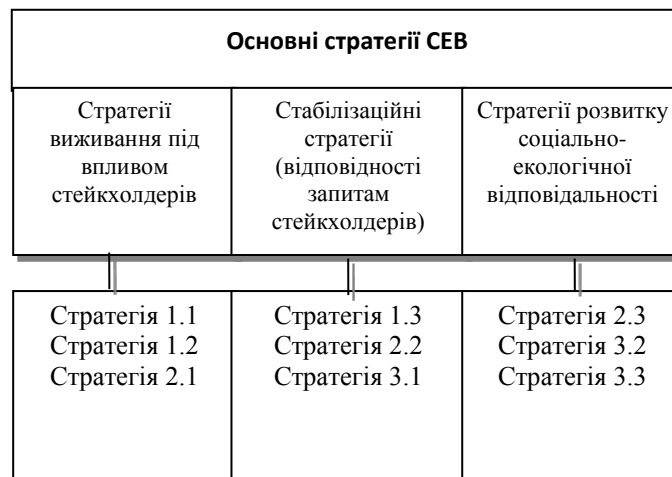 Основні стратегії СЕВ
Стратегії
виживання під
впливом
стейкхолдерів
Стабілізаційні
стратегії
(відповідності
запитам
стейкхолдерів)
Стратегії розвитку
соціально-
екологічної
відповідальності
Стратегія 1.1
Стратегія 1.2
Стратегія 2.1
Стратегія 1.3
Стратегія 2.2
Стратегія 3.1
Стратегія 2.3
Стратегія 3.2
Стратегія 3.3